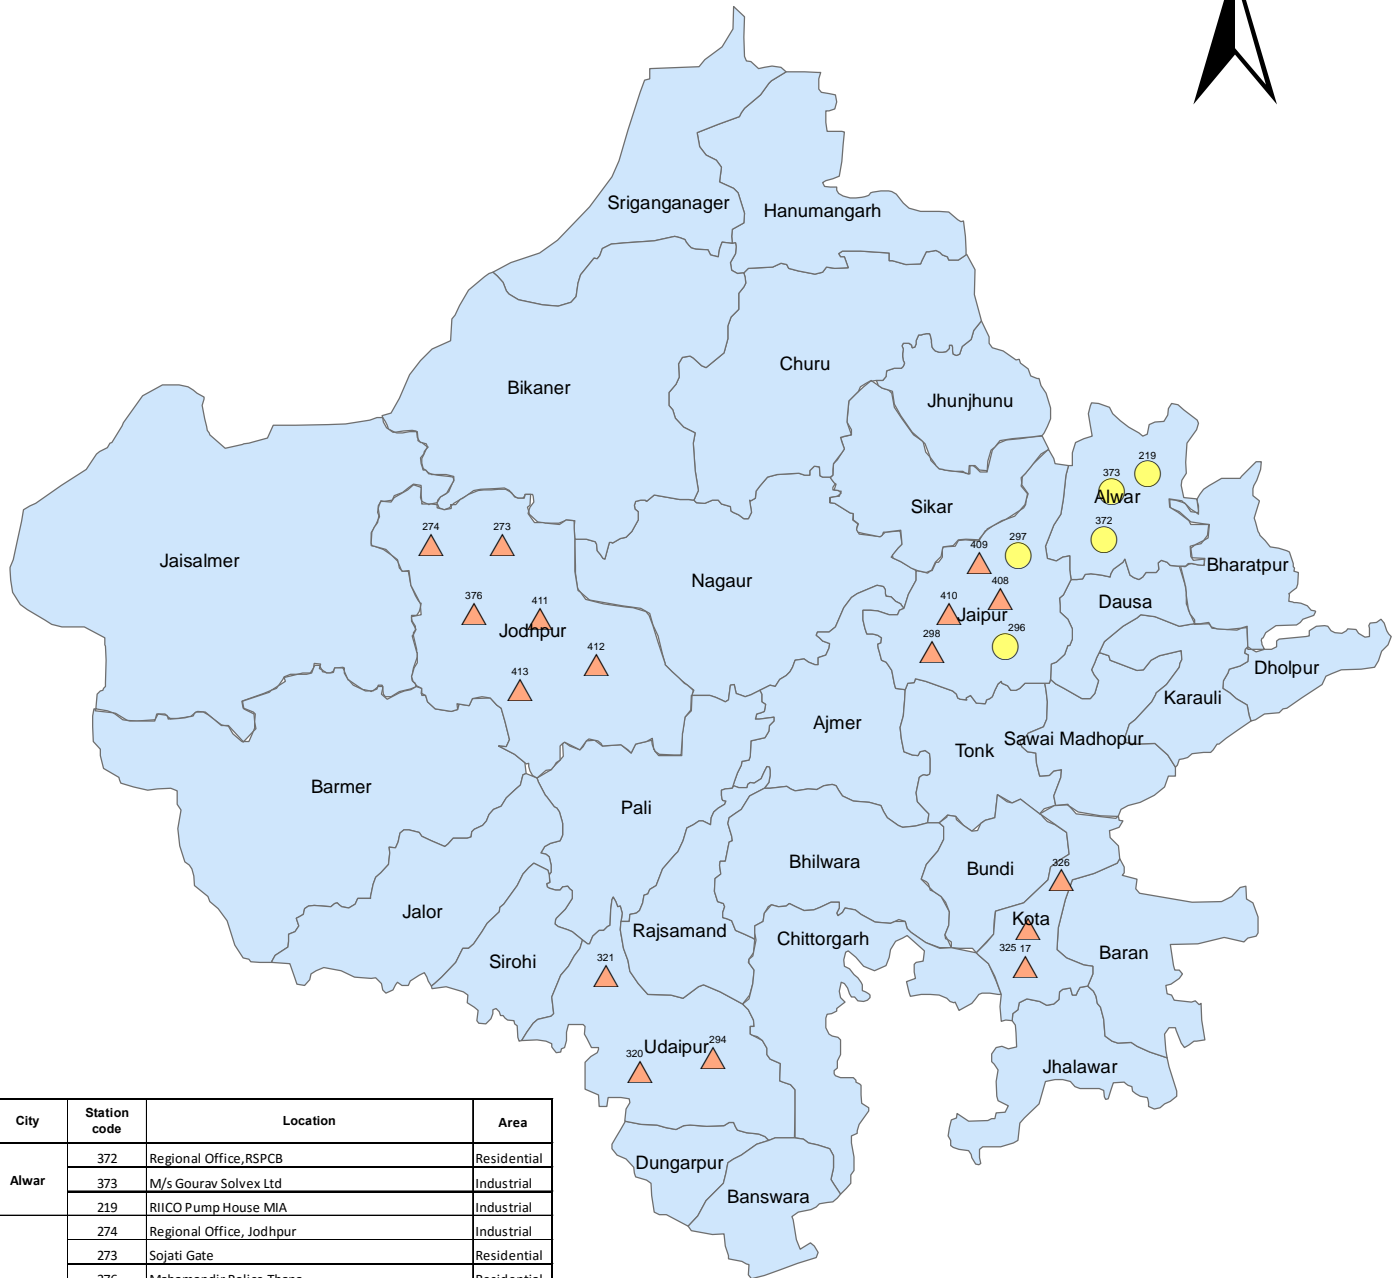 Sriganganager
Hanumangarh
Churu
Bikaner
Jhunjhunu
219
373
Alwar
Sikar
372
274
273
409
297
Jaisalmer
Bharatpur
Nagaur
408
376
411
410
Jaipur
Dausa
Jodhpur
298
296
412
Dholpur
413
Karauli
Ajmer
Sawai Madhopur
Tonk
Barmer
Pali
Bhilwara
326
Bundi
Jalor
Kota
Rajsamand
Chittorgarh
325 17
Baran
Sirohi
321
Udaipur
294
320
Jhalawar
Dungarpur
Banswara
City Station code Location Area
Alwar 372 Regional Office,RSPCB Residential
373 M/s Gourav Solvex Ltd Industrial
219 RIICO Pump House MIA Industrial
274 Regional Office, Jodhpur Industrial
273 Sojati Gate Residential